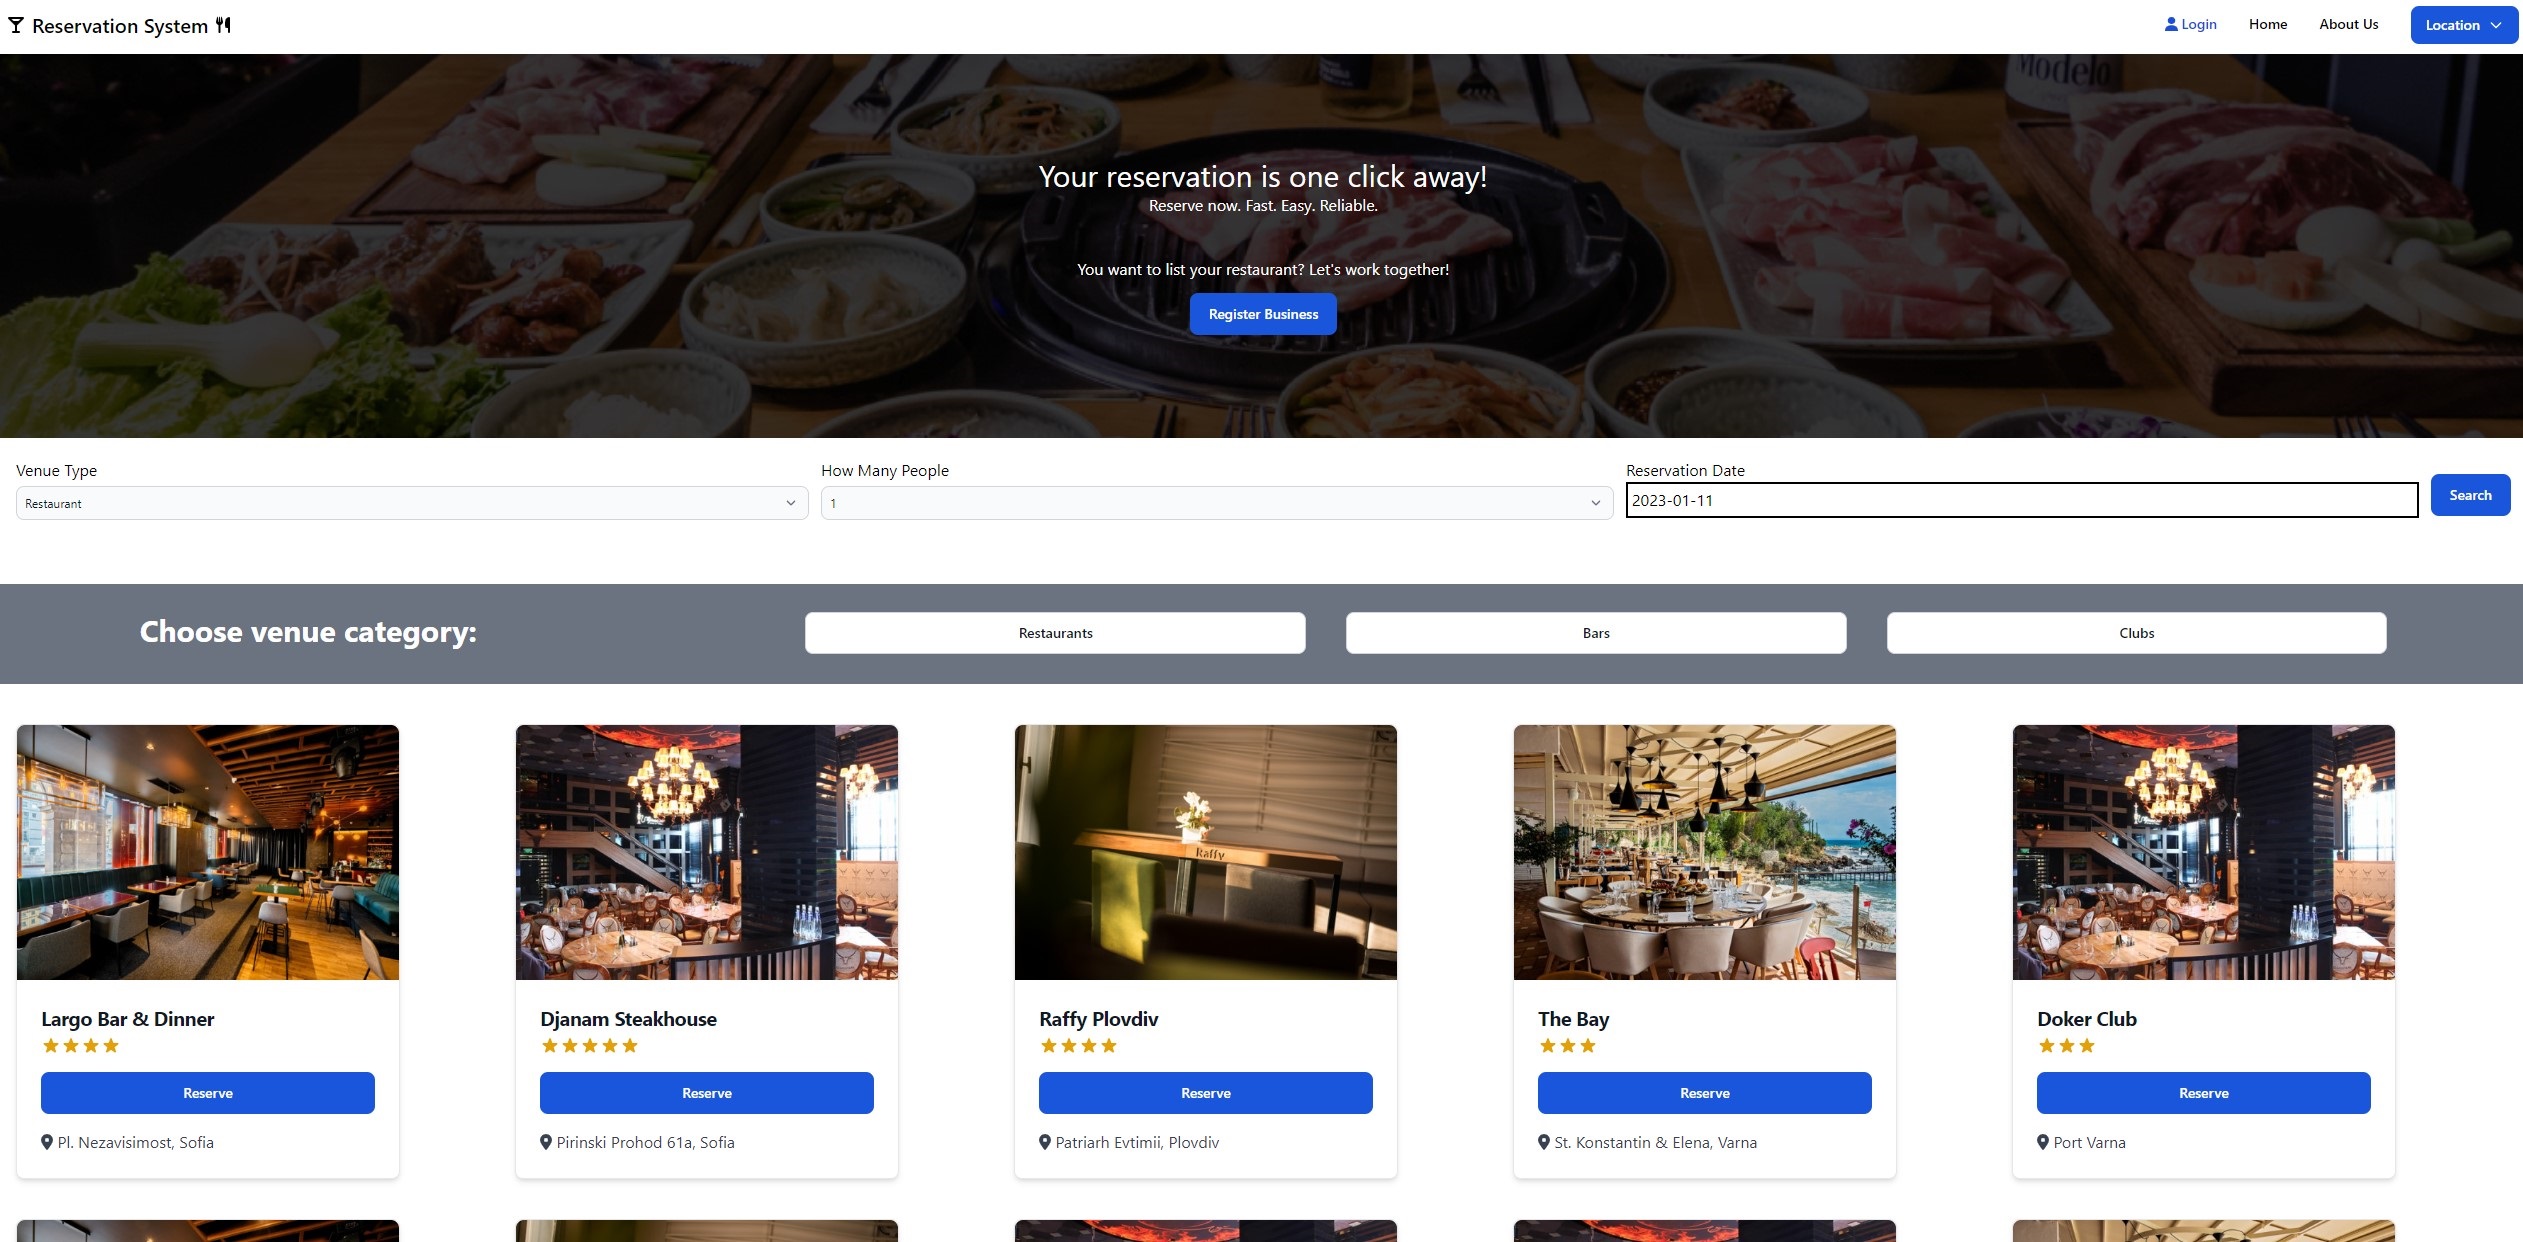 Reservation System
Login Home About Us Location
Modelo
Your reservation is one click away!
Reserve now. Fast. Easy. Reliable.
You want to list your restaurant? Let's work together!
Register Business
Venue Type How Many People Reservation Date
Restaurant 1 2023-01-11 Search
Choose venue category: Restaurants Bars Clubs
Raffy
Largo Bar & Dinner Djanam Steakhouse Raffy Plovdiv The Bay Doker Club
Reserve Reserve Reserve Reserve Reserve
Pl. Nezavisimost, Sofia Pirinski Prohod 61a, Sofia Patriarh Evtimii, Plovdiv St. Konstantin & Elena, Varna Port Varna